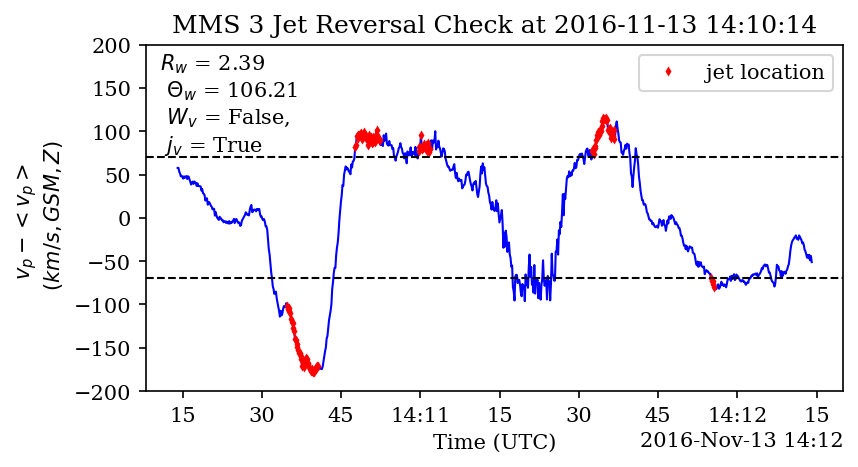 MMS 3 Jet Reversal Check at 2016-11-13 14:10:14
R_w = 2.39
Θ_w = 106.21
W_v = False,
j_v = True
jet location
v_p − < v_p >
(km/s, GSM, Z)
200
150
100
50
0
−50
−100
−150
−200
15 30 45 14:11 15 30 45 14:12 15
Time (UTC)
2016-Nov-13 14:12